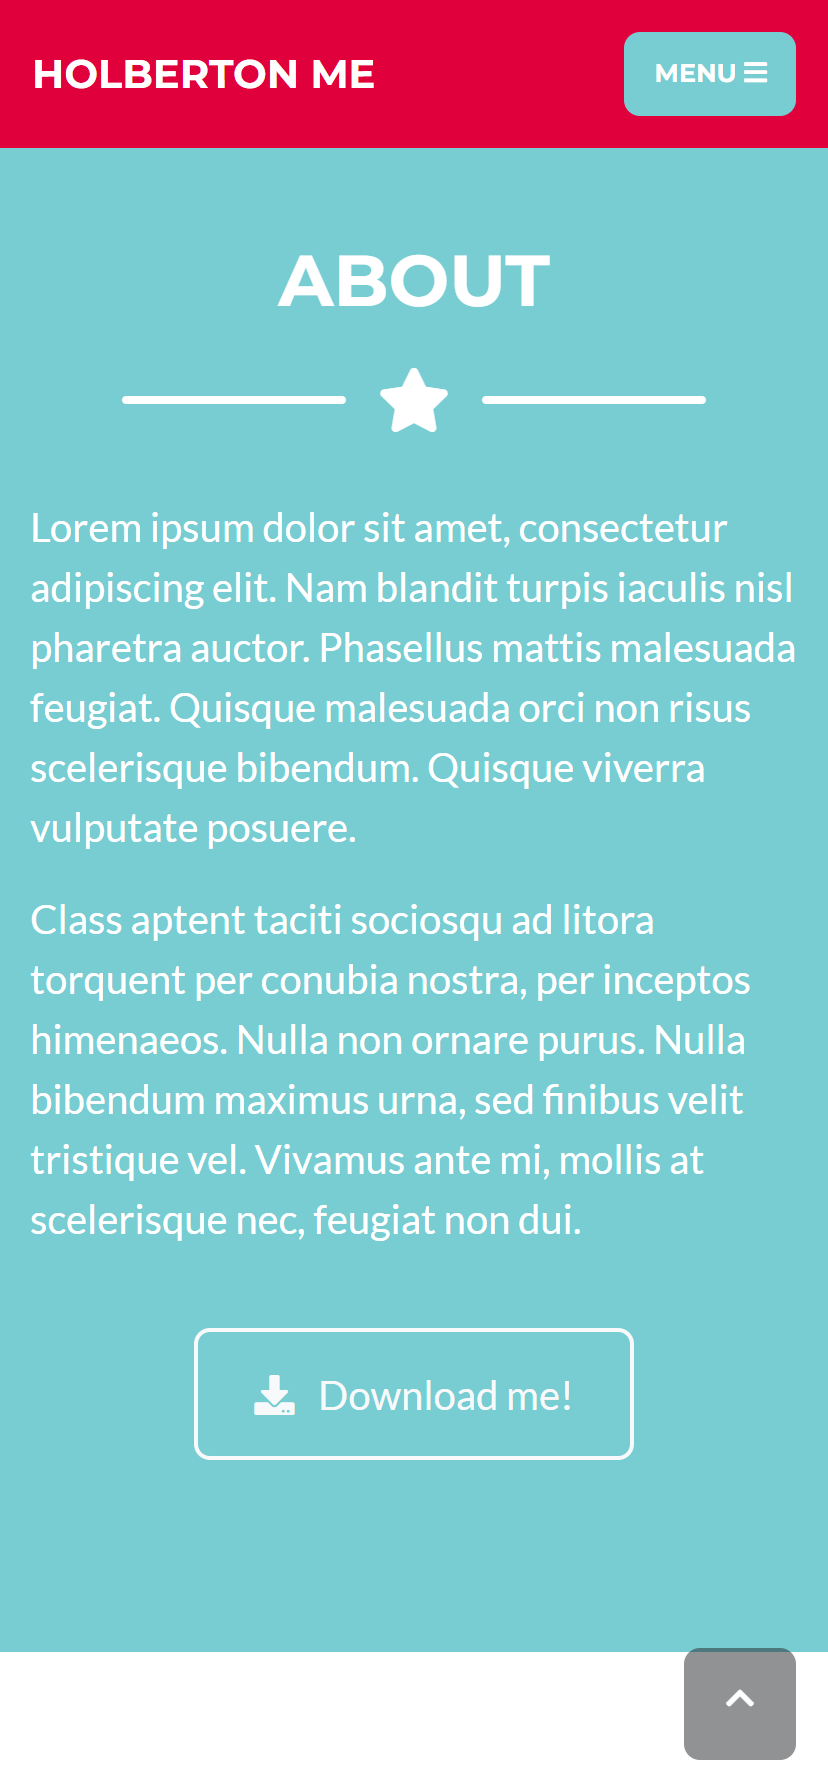 HOLBERTON ME
MENU
ABOUT
Lorem ipsum dolor sit amet, consectetur
adipiscing elit. Nam blandit turpis iaculis nisl
pharetra auctor. Phasellus mattis malesuada
feugiat. Quisque malesuada orci non risus
scelerisque bibendum. Quisque viverra
vulputate posuere.
Class aptent taciti sociosqu ad litora
torquent per conubia nostra, per inceptos
himenaeos. Nulla non ornare purus. Nulla
bibendum maximus urna, sed finibus velit
tristique vel. Vivamus ante mi, mollis at
scelerisque nec, feugiat non dui.
Download me!